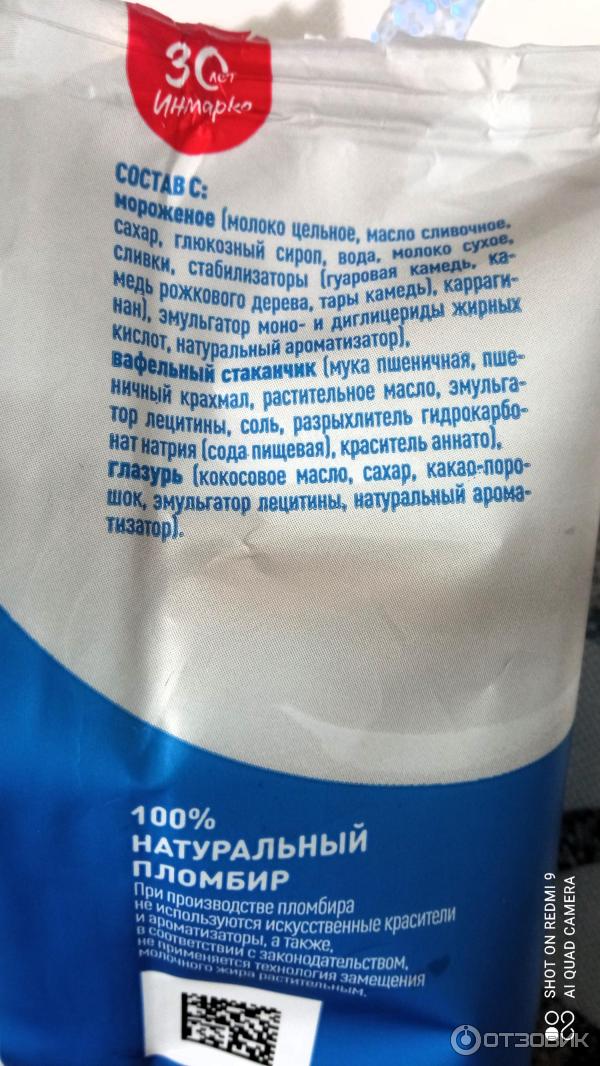 30 лет
Инмарко
СОСТАВ С:
мороженое (молоко цельное, масло сливочное,
сахар, глюкозный сироп, вода, молоко сухое,
сливки, стабилизаторы (гуаровая камедь, ка-
медь рожкового дерева, тары камедь), карраги-
нан), эмульгатор моно- и диглицериды жирных
кислот, натуральный ароматизатор),
вафельный стаканчик (мука пшеничная, пше-
ничный крахмал, растительное масло, эмульга-
тор лецитины, соль, разрыхлитель гидрокарбо-
нат натрия (сода пищевая), краситель аннато),
глазурь (кокосовое масло, сахар, какао-поро-
шок, эмульгатор лецитины, натуральный арома-
тизатор).
100%
НАТУРАЛЬНЫЙ
ПЛОМБИР
При производстве пломбира
не используются искусственные красители
и ароматизаторы, а также,
в соответствии с законодательством,
не применяется технология замещения
молочного жира растительным.
SHOT ON REDMI 9
AI QUAD CAMERA
ОТЗОВИК